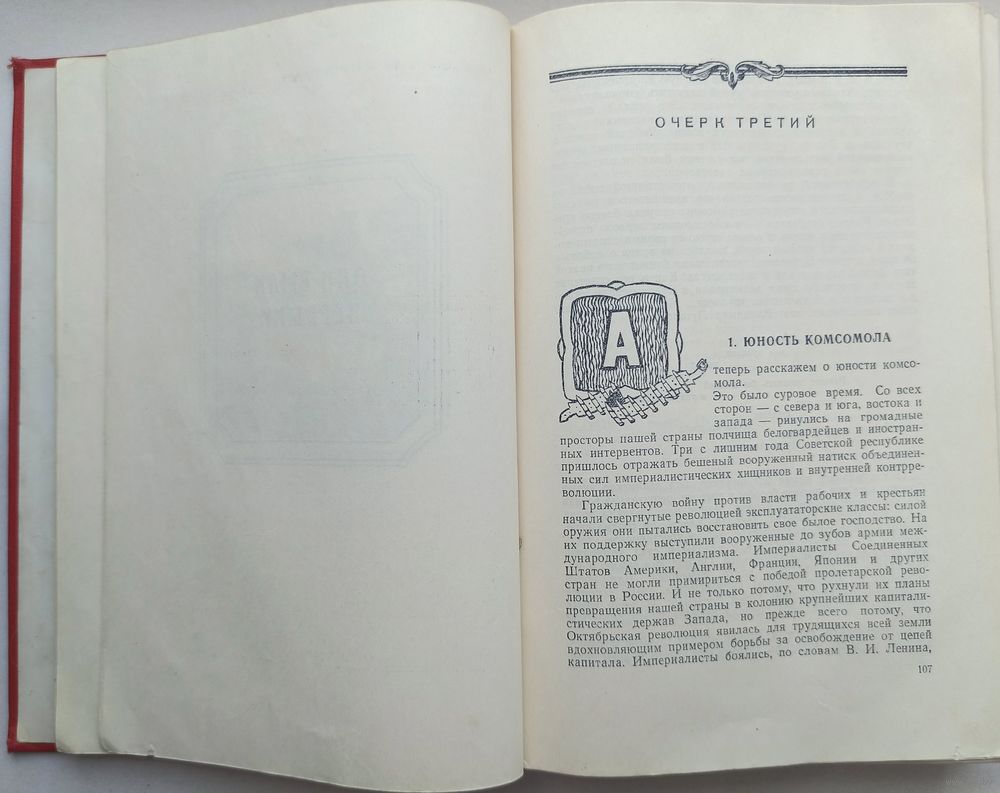 ОЧЕРК ТРЕТИЙ
1. ЮНОСТЬ КОМСОМОЛА
А теперь расскажем о юности комсо-
мола.
Это было суровое время. Со всех
сторон — с севера и юга, востока и
запада — ринулись на громадные
просторы нашей страны полчища белогвардейцев и иностран-
ных интервентов. Три с лишним года Советской республике
пришлось отражать бешеный вооруженный натиск объединен-
ных сил империалистических хищников и внутренней контрре-
волюции.
Гражданскую войну против власти рабочих и крестьян
начали свергнутые революцией эксплуататорские классы: силой
оружия они пытались восстановить свое былое господство. На
их поддержку выступили вооруженные до зубов армии меж-
дународного империализма. Империалисты Соединенных
Штатов Америки, Англии, Франции, Японии и других
стран не могли примириться с победой пролетарской рево-
люции в России. И не только потому, что рухнули их планы
превращения нашей страны в колонию крупнейших капитали-
стических держав Запада, но прежде всего потому, что
Октябрьская революция явилась для трудящихся всей земли
вдохновляющим примером борьбы за освобождение от цепей
капитала. Империалисты боялись, по словам В. И. Ленина,
107